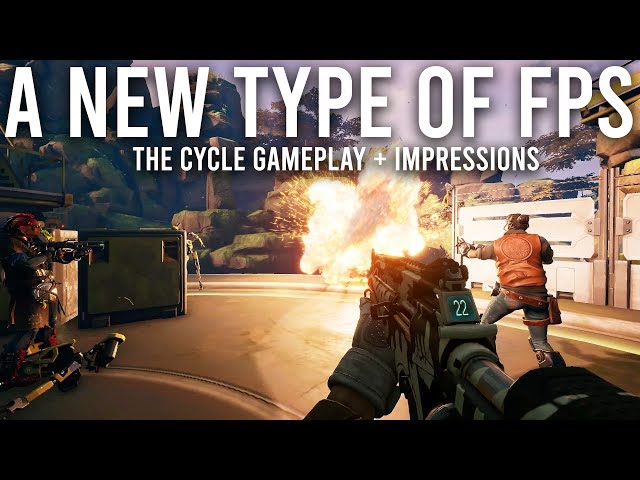 A NEW TYPE OF FPS
THE CYCLE GAMEPLAY + IMPRESSIONS
22